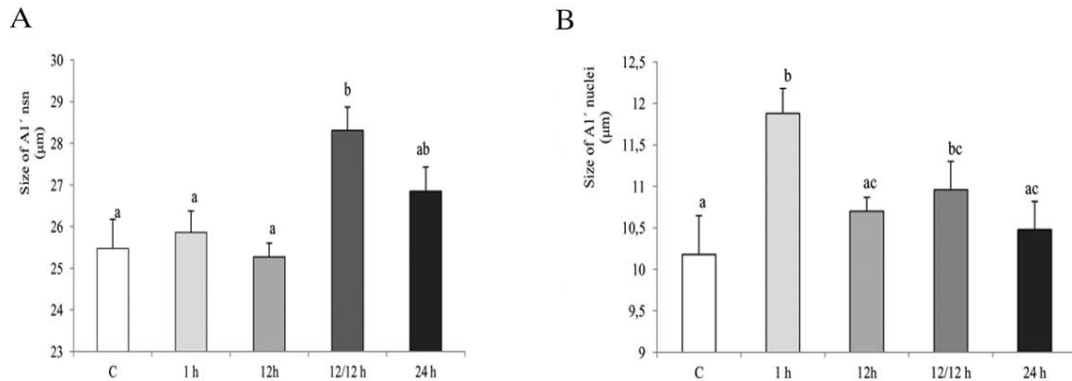 A
Size of A1´ nsn
(µm)
30
29
28
27
26
25
24
23
a
a
a
b
ab
C
1 h
12h
12/12 h
24 h
B
Size of A1´ nuclei
(µm)
12,5
12
11,5
11
10,5
10
9,5
9
a
b
ac
bc
ac
C
1 h
12h
12/12 h
24 h